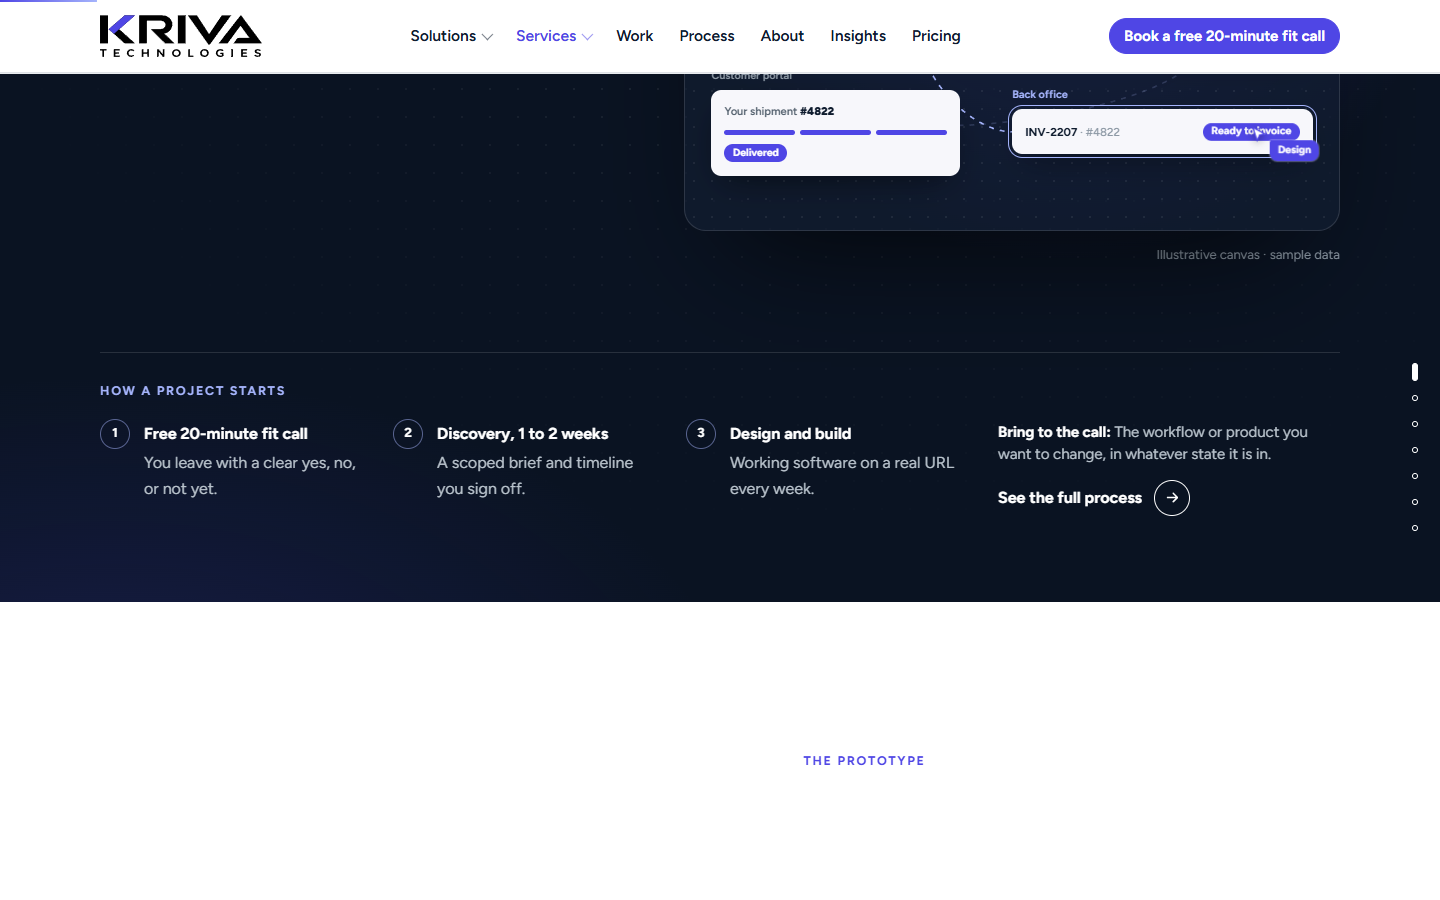 KRIVA
TECHNOLOGIES
Solutions
Services
Work
Process
About
Insights
Pricing
Book a free 20-minute fit call
Customer portal
Your shipment #4822
Delivered
Back office
INV-2207 · #4822
Ready to invoice
Design
Illustrative canvas · sample data
HOW A PROJECT STARTS
1
Free 20-minute fit call
You leave with a clear yes, no,
or not yet.
2
Discovery, 1 to 2 weeks
A scoped brief and timeline
you sign off.
3
Design and build
Working software on a real URL
every week.
Bring to the call: The workflow or product you
want to change, in whatever state it is in.
See the full process
THE PROTOTYPE